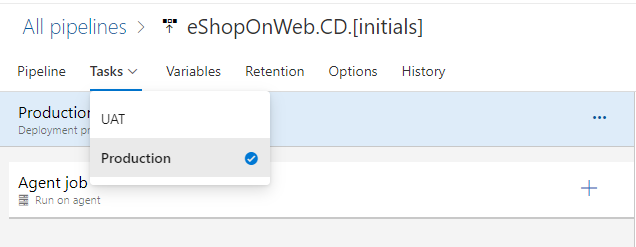 All pipelines > eShopOnWeb.CD.[initials]
Pipeline Tasks Variables Retention Options History
Production
Deployment pr
UAT
Production
Agent job
Run on agent